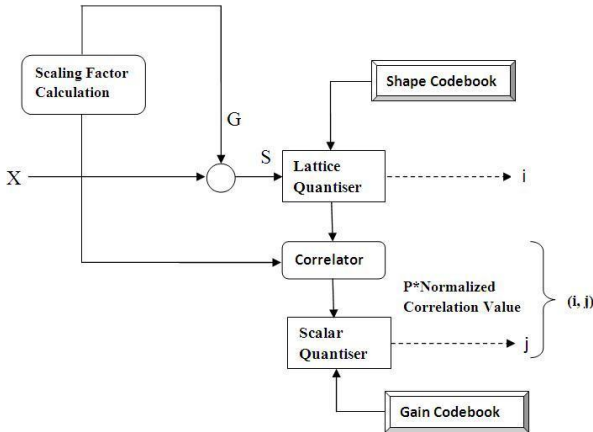 Scaling Factor
Calculation
Shape Codebook
G
X
S
Lattice
Quantiser
i
Correlator
P*Normalized
Correlation Value
(i, j)
Scalar
Quantiser
j
Gain Codebook